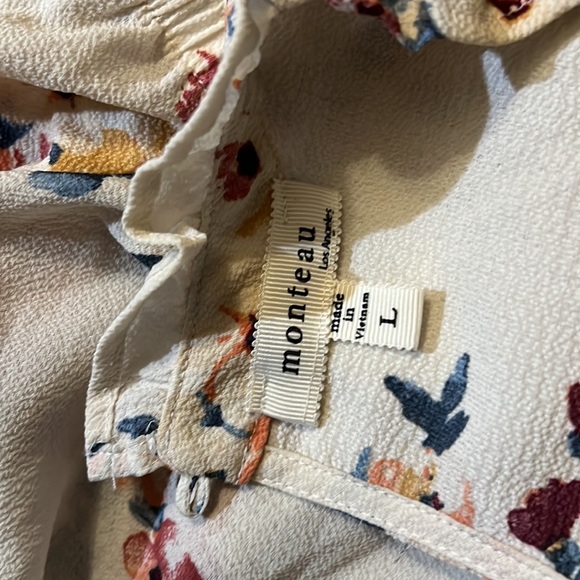 monteau
Los Angeles
made
in
Vietnam
L